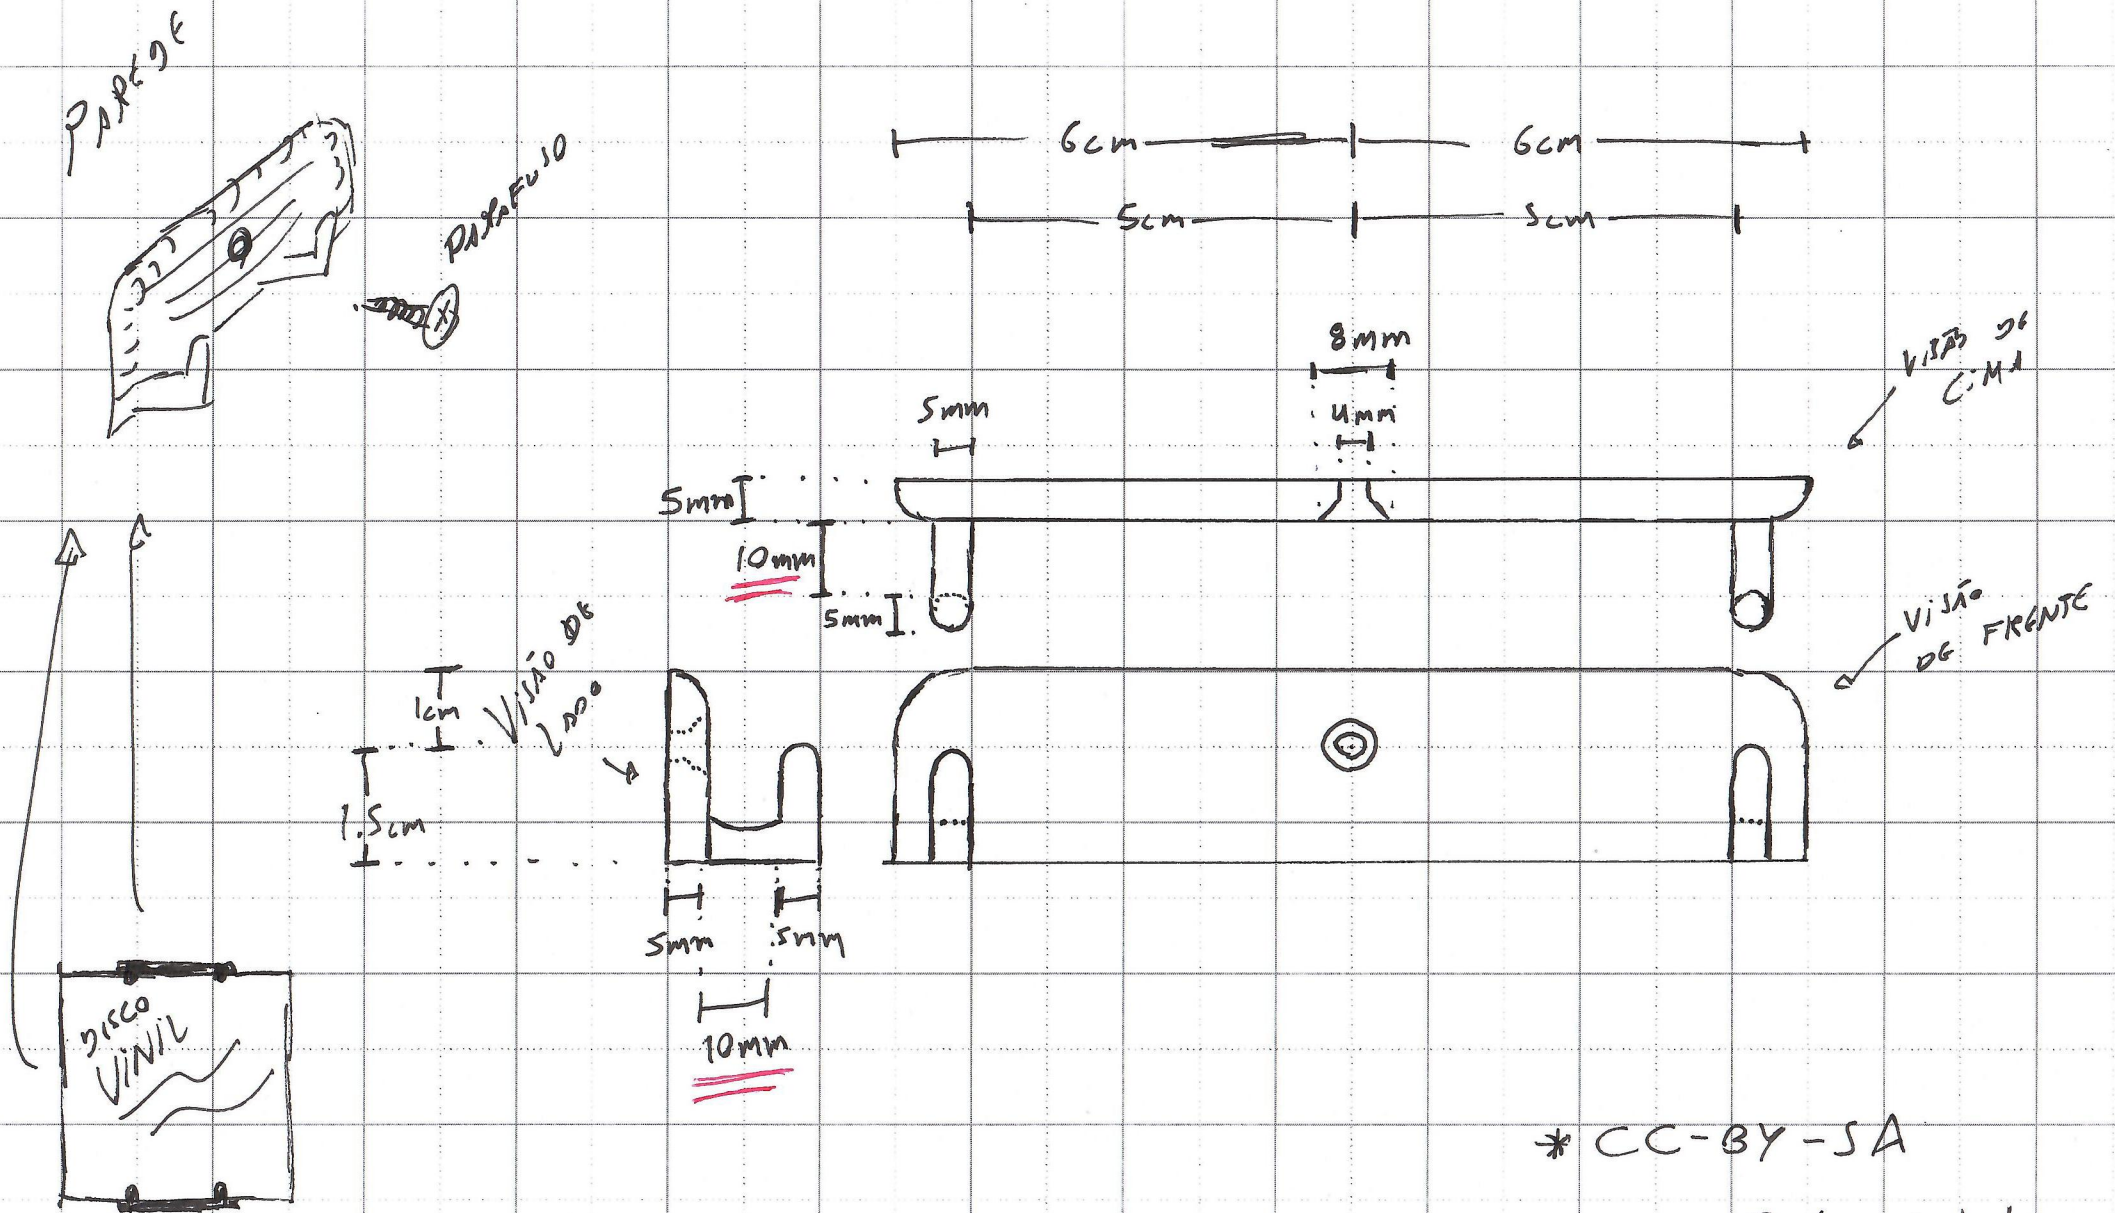 PAREDE
PARAFUSO
6cm
6cm
5cm
5cm
8mm
4mm
5mm
VISÃO DE
CIMA
5mm
10mm
5mm
VISÃO
DE FRENTE
VISÃO DE
LADO
1cm
1.5cm
5mm
5mm
10mm
DISCO
VINIL
* CC-BY-SA